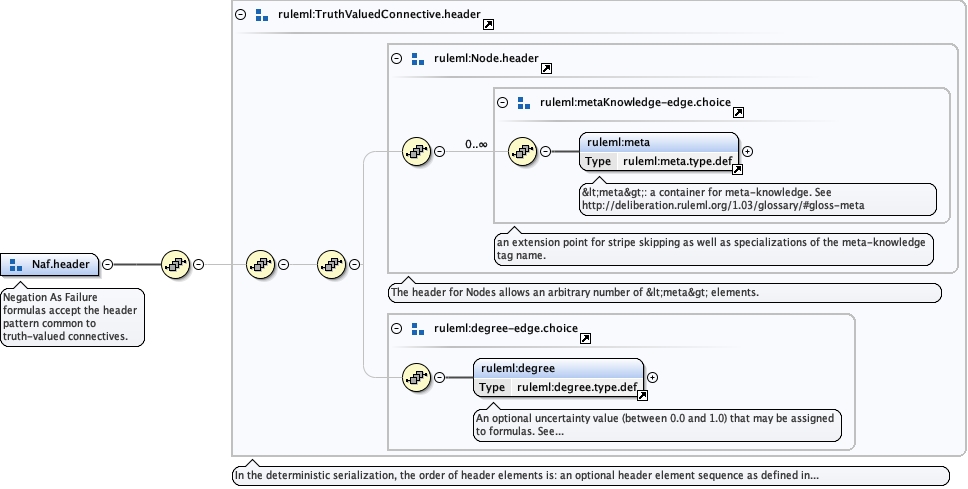 ruleml:TruthValuedConnective.header
ruleml:Node.header
ruleml:metaKnowledge-edge.choice
0..∞
ruleml:meta
Type ruleml:meta.type.def
&lt;meta&gt;: a container for meta-knowledge. See
http://deliberation.ruleml.org/1.03/glossary/#gloss-meta
an extension point for stripe skipping as well as specializations of the meta-knowledge
tag name.
Naf.header
Negation As Failure
formulas accept the header
pattern common to
truth-valued connectives.
The header for Nodes allows an arbitrary number of &lt;meta&gt; elements.
ruleml:degree-edge.choice
ruleml:degree
Type ruleml:degree.type.def
An optional uncertainty value (between 0.0 and 1.0) that may be assigned
to formulas. See...
In the deterministic serialization, the order of header elements is: an optional header element sequence as defined in...